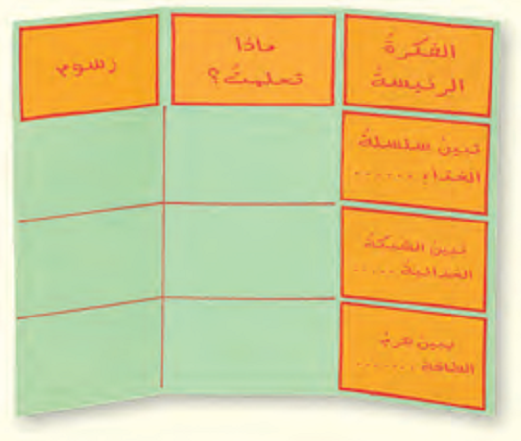 الفكرةُ
الرئيسةُ
ماذا
تعلمتُ؟
رسوم
تبينُ سلسلةُ
الغذاءِ ......
تبينُ الشبكةُ
الغذائيةُ .....
يبينُ هرمُ
الطاقةِ .......